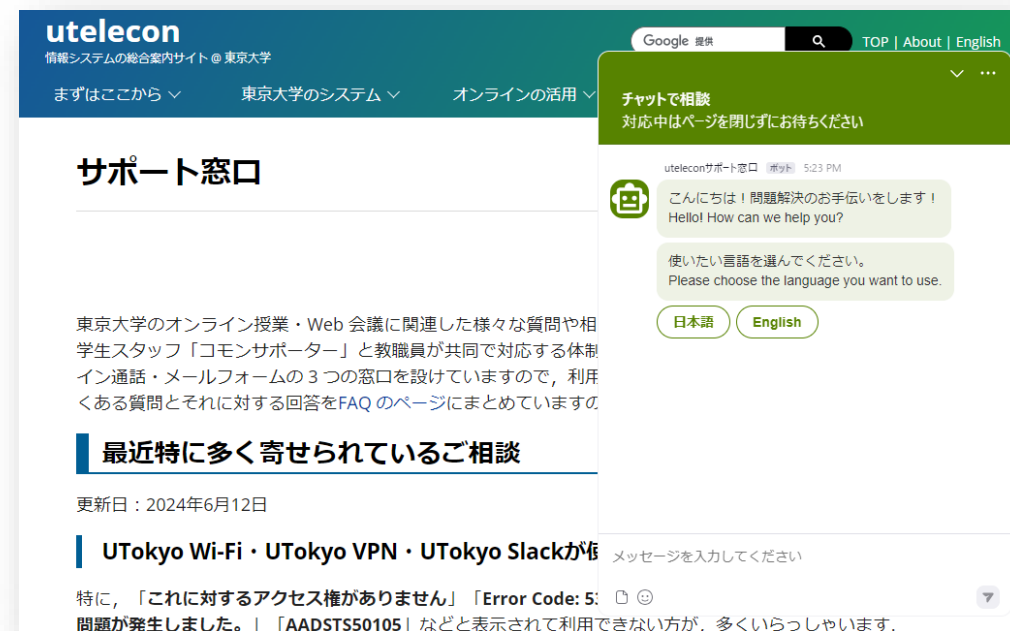 utelecon
情報システムの総合案内サイト @ 東京大学
Google 提供
TOP | About | English
まずはここから
東京大学のシステム
オンラインの活用
サポート窓口
東京大学のオンライン授業・Web 会議に関連した様々な質問や相
学生スタッフ「コモンサポーター」と教職員が共同で対応する体制
イン通話・メールフォームの 3 つの窓口を設けていますので，利用
くある質問とそれに対する回答をFAQ のページにまとめていますの
最近特に多く寄せられているご相談
更新日：2024年6月12日
UTokyo Wi-Fi・UTokyo VPN・UTokyo Slackが使
特に，「これに対するアクセス権がありません」「Error Code: 53
問題が発生しました。」「AADSTS50105」などと表示されて利用できない方が，多くいらっしゃいます．
チャットで相談
対応中はページを閉じずにお待ちください
uteleconサポート窓口 ボット 5:23 PM
こんにちは！問題解決のお手伝いをします！
Hello! How can we help you?
使いたい言語を選んでください。
Please choose the language you want to use.
日本語
English
メッセージを入力してください